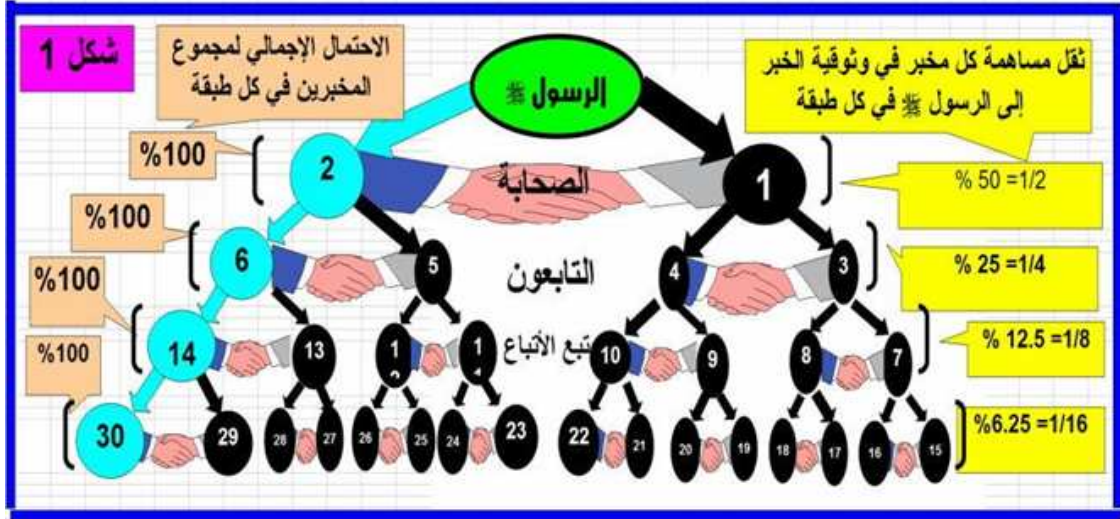 شكل 1
الاحتمال الإجمالي لمجموع
المخبرين في كل طبقة
الرسول ﷺ
ثقل مساهمة كل مخبر في وثوقية الخبر
إلى الرسول ﷺ في كل طبقة
%100
2
الصحابة
1
% 50 =1/2
%100
6
5
التابعون
4
3
% 25 =1/4
%100
14
13
1
1
تبع الأتباع
10
9
8
7
% 12.5 =1/8
%100
30
29
28
27
26
25
24
23
22
21
20
19
18
17
16
15
%6.25 =1/16